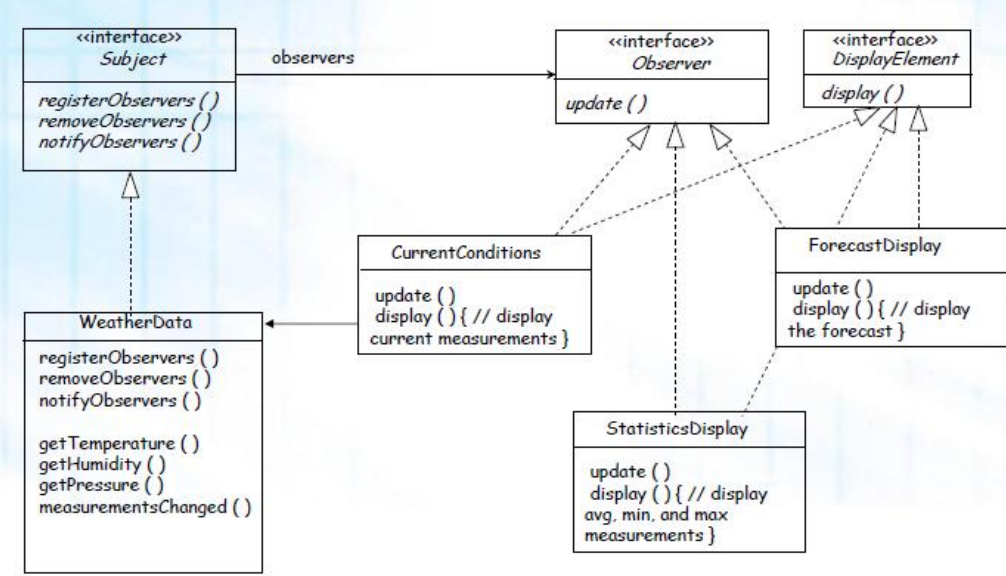 <<interface>>
Subject
registerObservers ( )
removeObservers ( )
notifyObservers ( )
observers
<<interface>>
Observer
update ( )
<<interface>>
DisplayElement
display ( )
CurrentConditions
update ( )
display ( ) { // display
current measurements }
ForecastDisplay
update ( )
display ( ) { // display
the forecast }
WeatherData
registerObservers ( )
removeObservers ( )
notifyObservers ( )
getTemperature ( )
getHumidity ( )
getPressure ( )
measurementsChanged ( )
StatisticsDisplay
update ( )
display ( ) { // display
avg, min, and max
measurements }